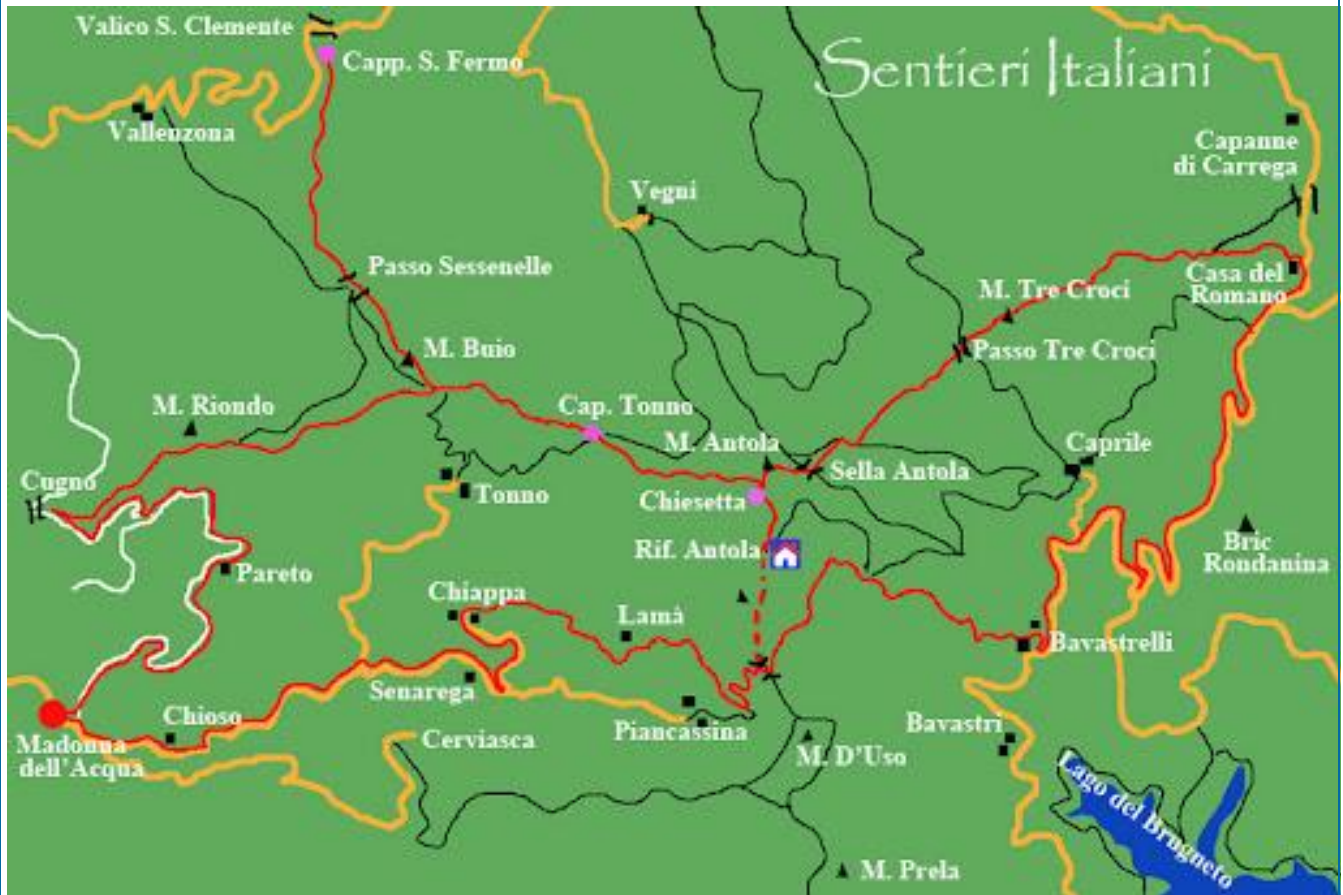 Valico S. Clemente
Capp. S. Fermo
Sentieri Italiani
Vallenzona
Capanne
di Carrega
Vegni
Passo Sessenelle
Casa del
Romano
M. Tre Croci
M. Buio
Passo Tre Croci
M. Riondo
Cap. Tonno
M. Antola
Caprile
Sella Antola
Cugno
Tonno
Chiesetta
Rif. Antola
Bric
Rondanina
Pareto
Chiappa
Lamà
Bavastrelli
Senarega
Chioso
Piancassina
Bavastri
Madonna
dell'Acqua
Cerviasca
M. D'Uso
Lago del Brugneto
M. Prela